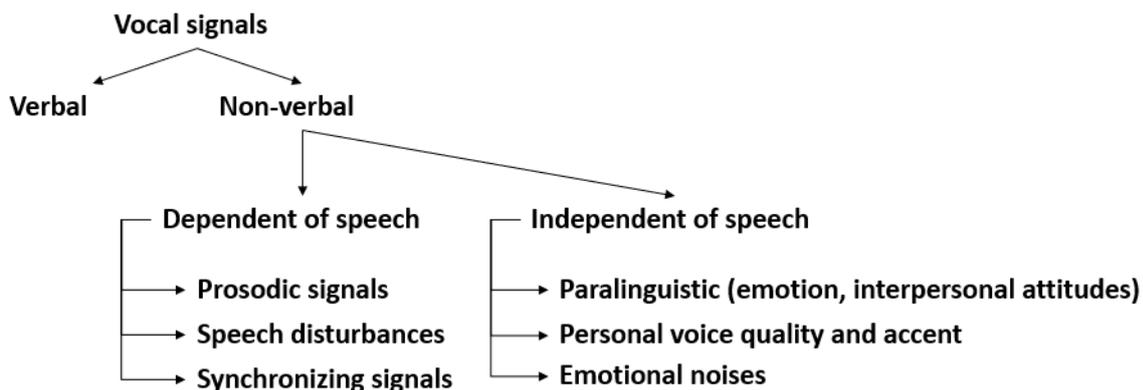 Vocal signals
Verbal
Non-verbal
Dependent of speech
Prosodic signals
Speech disturbances
Synchronizing signals
Independent of speech
Paralinguistic (emotion, interpersonal attitudes)
Personal voice quality and accent
Emotional noises